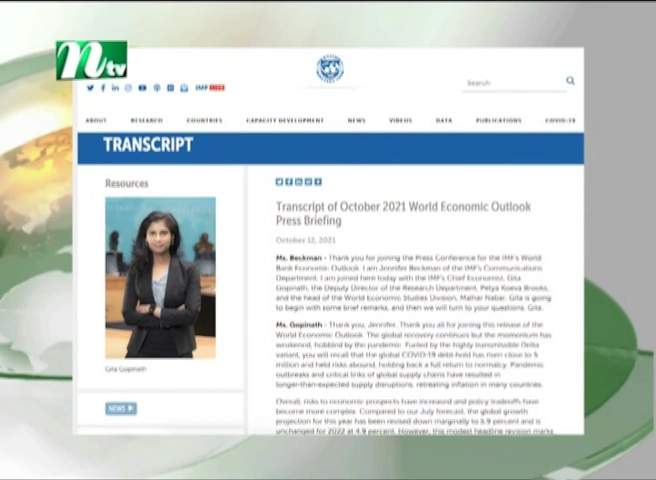 ntv
IMF
Search
ABOUT RESEARCH COUNTRIES CAPACITY DEVELOPMENT NEWS VIDEOS DATA PUBLICATIONS COVID-19
TRANSCRIPT
Resources
Gita Gopinath
NEWS
Transcript of October 2021 World Economic Outlook
Press Briefing
October 12, 2021
Ms. Beckman - Thank you for joining the Press Conference for the IMF's World
Bank Economic Outlook. I am Jennifer Beckman of the IMF's Communications
Department. I am joined here today with the IMF's Chief Economist, Gita
Gopinath, the Deputy Director of the Research Department, Petya Koeva Brooks,
and the head of the World Economic Studies Division, Malhar Nabar. Gita is going
to begin with some brief remarks, and then we will turn to your questions. Gita.
Ms. Gopinath - Thank you, Jennifer. Thank you all for joining this release of the
World Economic Outlook. The global recovery continues but the momentum has
weakened, hobbled by the pandemic. Fueled by the highly transmissible Delta
variant, you will recall that the global COVID-19 debt-hold has risen close to 5
million and held risks abound, holding back a full return to normalcy. Pandemic
outbreaks and critical links of global supply chains have resulted in
longer-than-expected supply disruptions, retreating inflation in many countries.
Overall, risks to economic prospects have increased and policy tradeoffs have
become more complex. Compared to our July forecast, the global growth
projection for this year has been revised down marginally to 5.9 percent and is
unchanged for 2022 at 4.9 percent. However, this modest headline revision marks